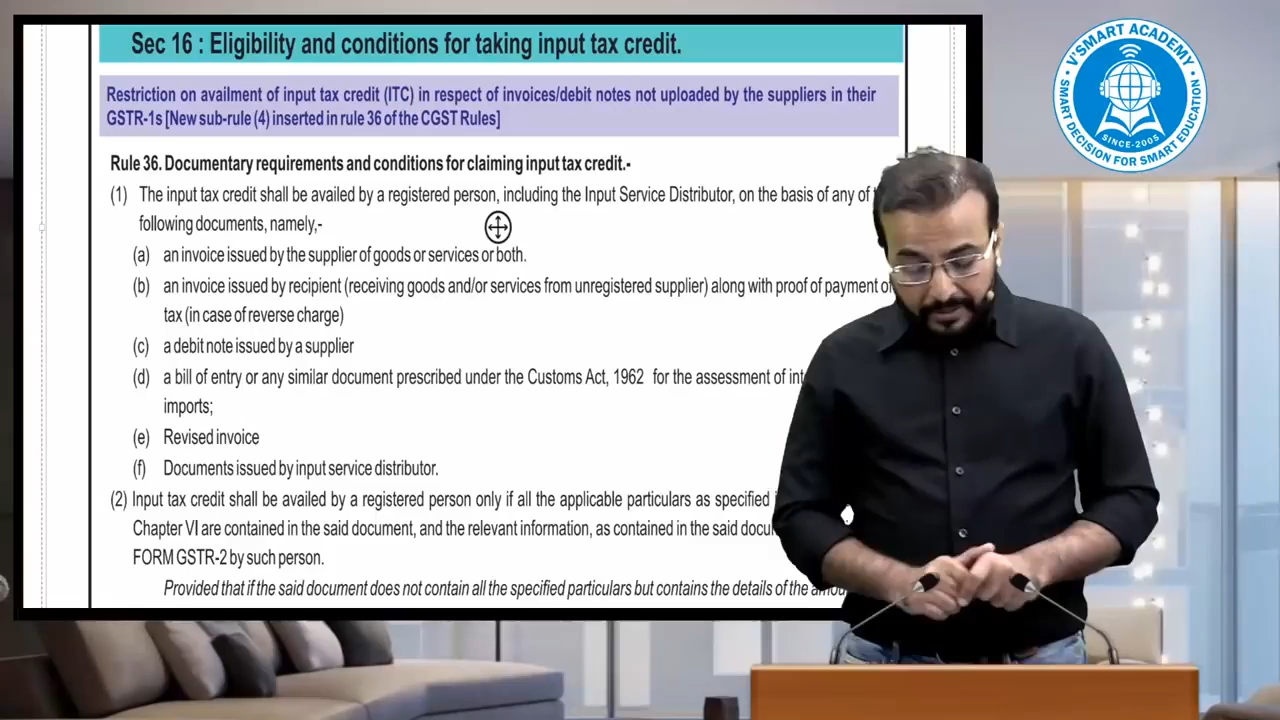 Sec 16 : Eligibility and conditions for taking input tax credit.
Restriction on availment of input tax credit (ITC) in respect of invoices/debit notes not uploaded by the suppliers in their
GSTR-1s [New sub-rule (4) inserted in rule 36 of the CGST Rules]
Rule 36. Documentary requirements and conditions for claiming input tax credit.-
(1) The input tax credit shall be availed by a registered person, including the Input Service Distributor, on the basis of any of
following documents, namely,-
(a) an invoice issued by the supplier of goods or services or both.
(b) an invoice issued by recipient (receiving goods and/or services from unregistered supplier) along with proof of payment of
tax (in case of reverse charge)
(c) a debit note issued by a supplier
(d) a bill of entry or any similar document prescribed under the Customs Act, 1962 for the assessment of
imports;
(e) Revised invoice
(f) Documents issued by input service distributor.
(2) Input tax credit shall be availed by a registered person only if all the applicable particulars as specified
Chapter VI are contained in the said document, and the relevant information, as contained in the said
FORM GSTR-2 by such person.
Provided that if the said document does not contain all the specified particulars but contains the details of the
V'SMART ACADEMY
SINCE-2005
SMART DECISION FOR SMART EDUCATION